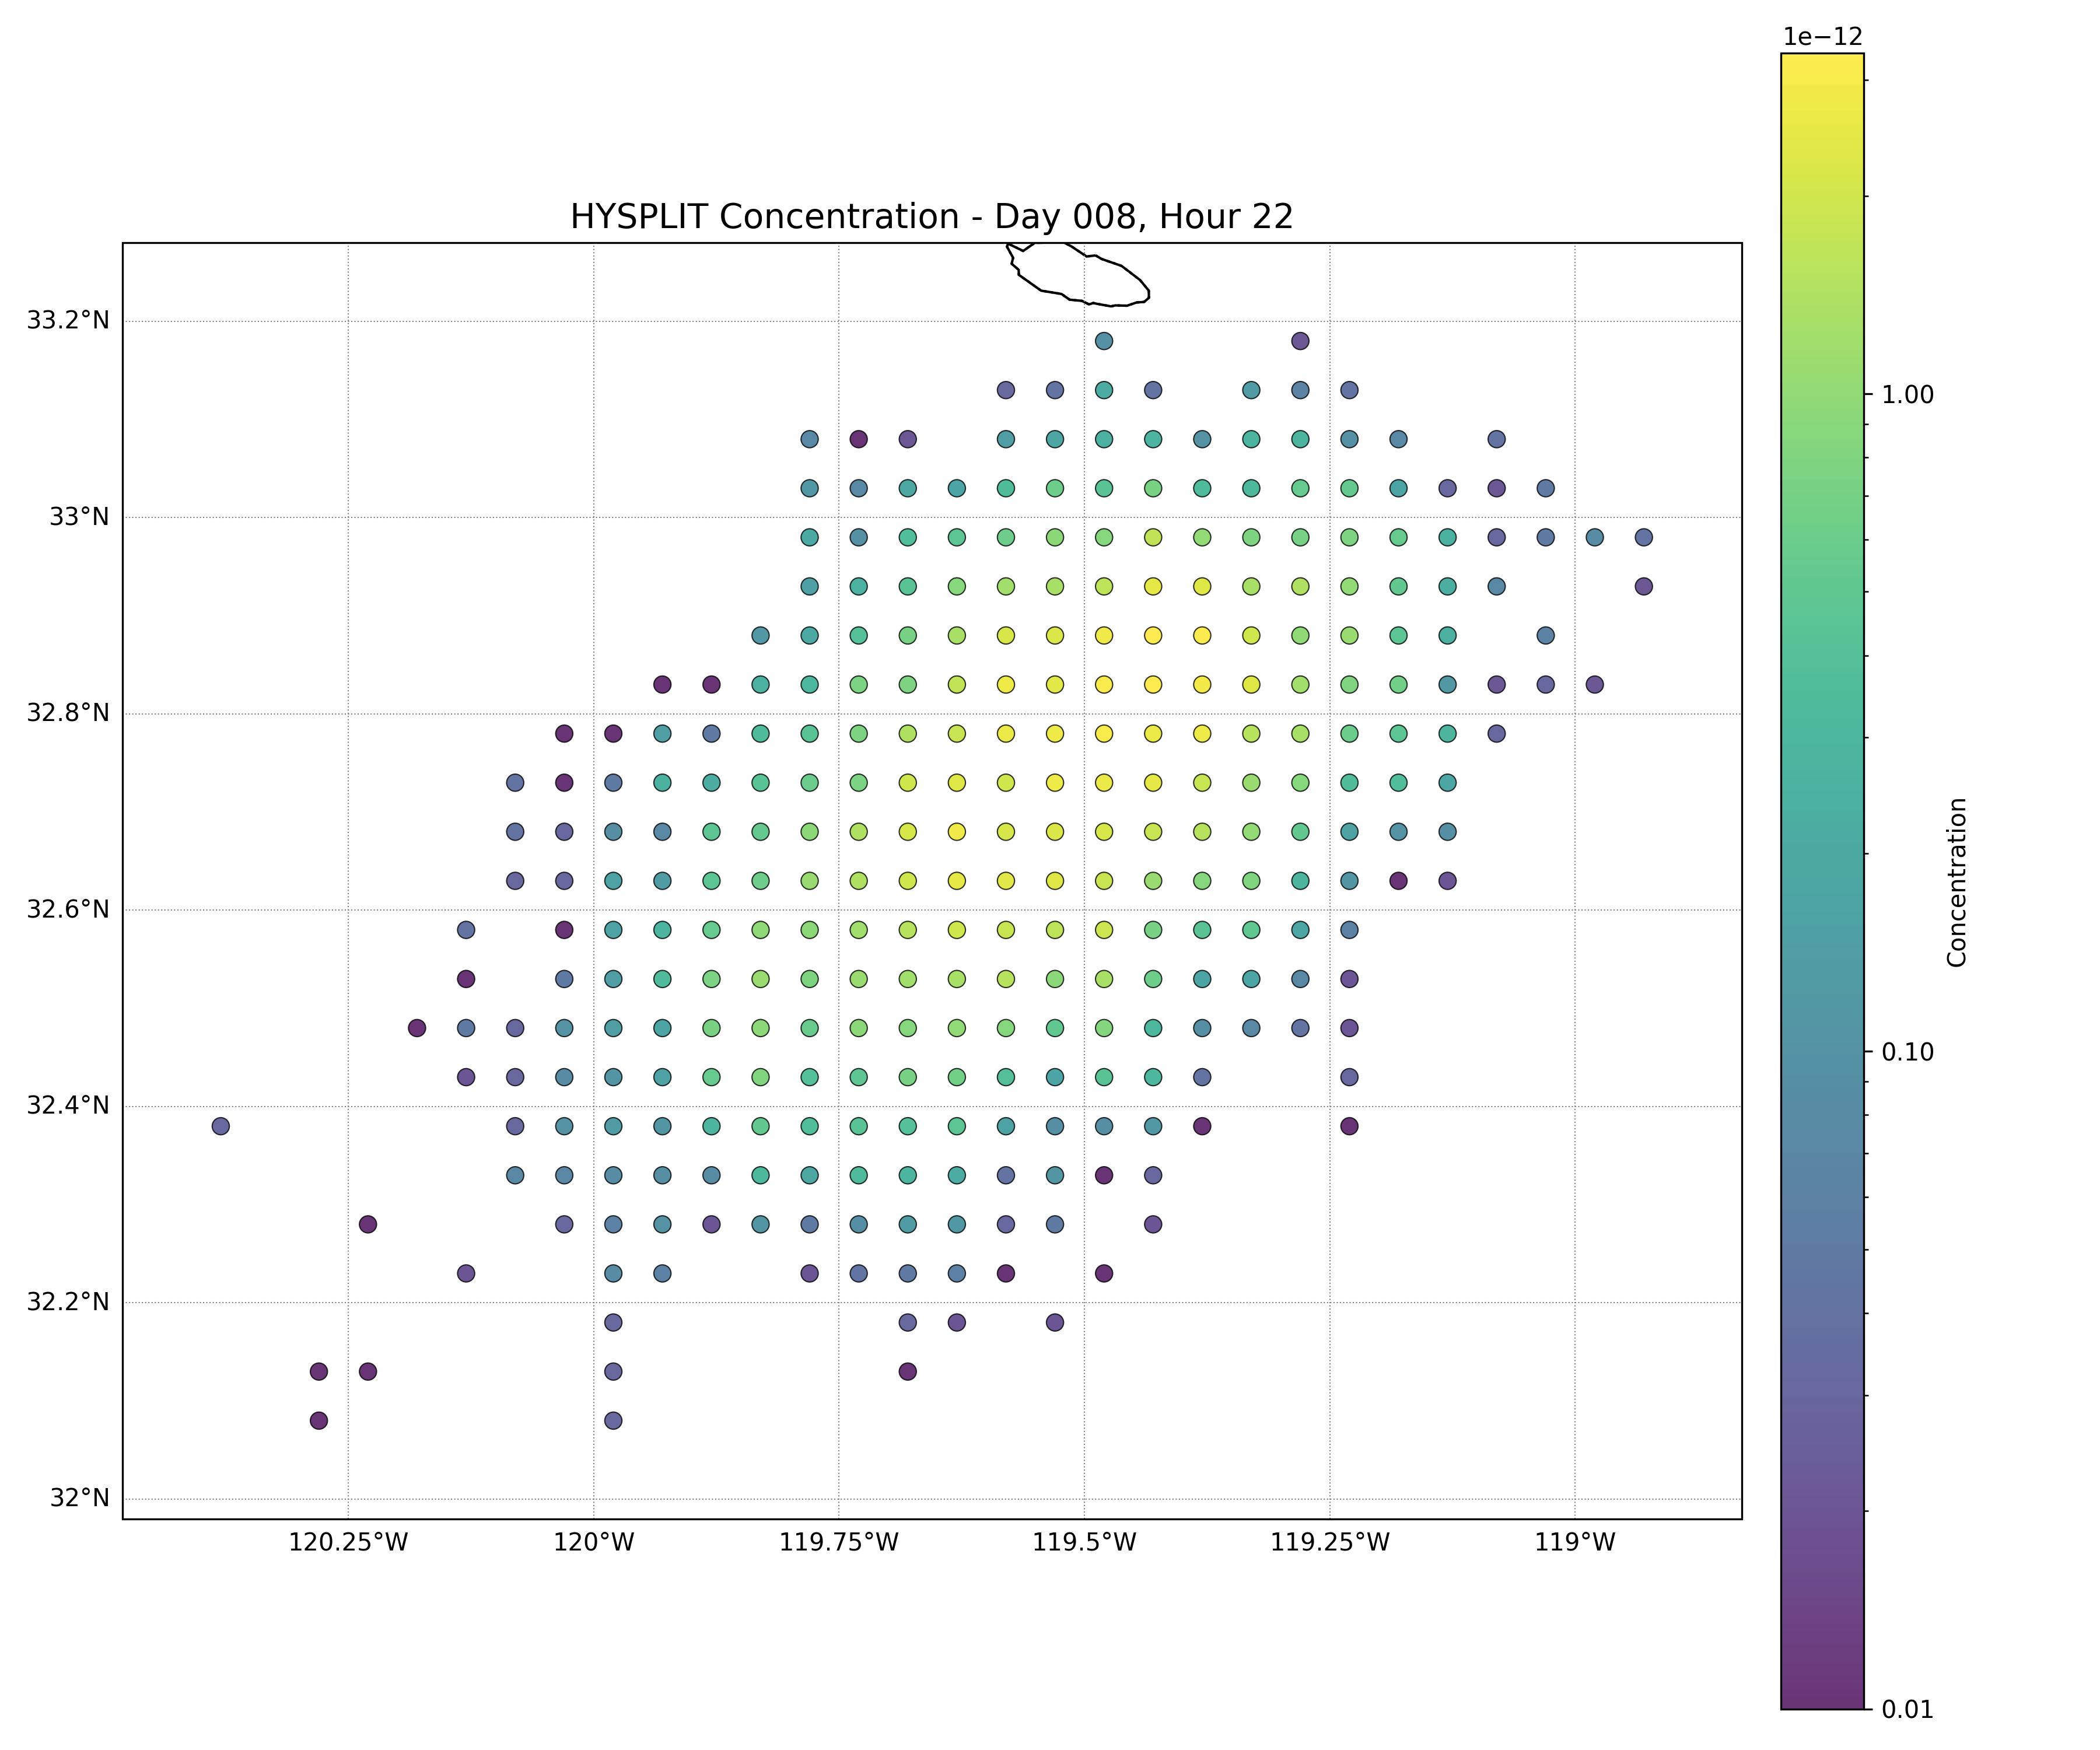 1e−12
HYSPLIT Concentration - Day 008, Hour 22
33.2°N
33°N
32.8°N
32.6°N
32.4°N
32.2°N
32°N
120.25°W 120°W 119.75°W 119.5°W 119.25°W 119°W
1.00
0.10
0.01
Concentration